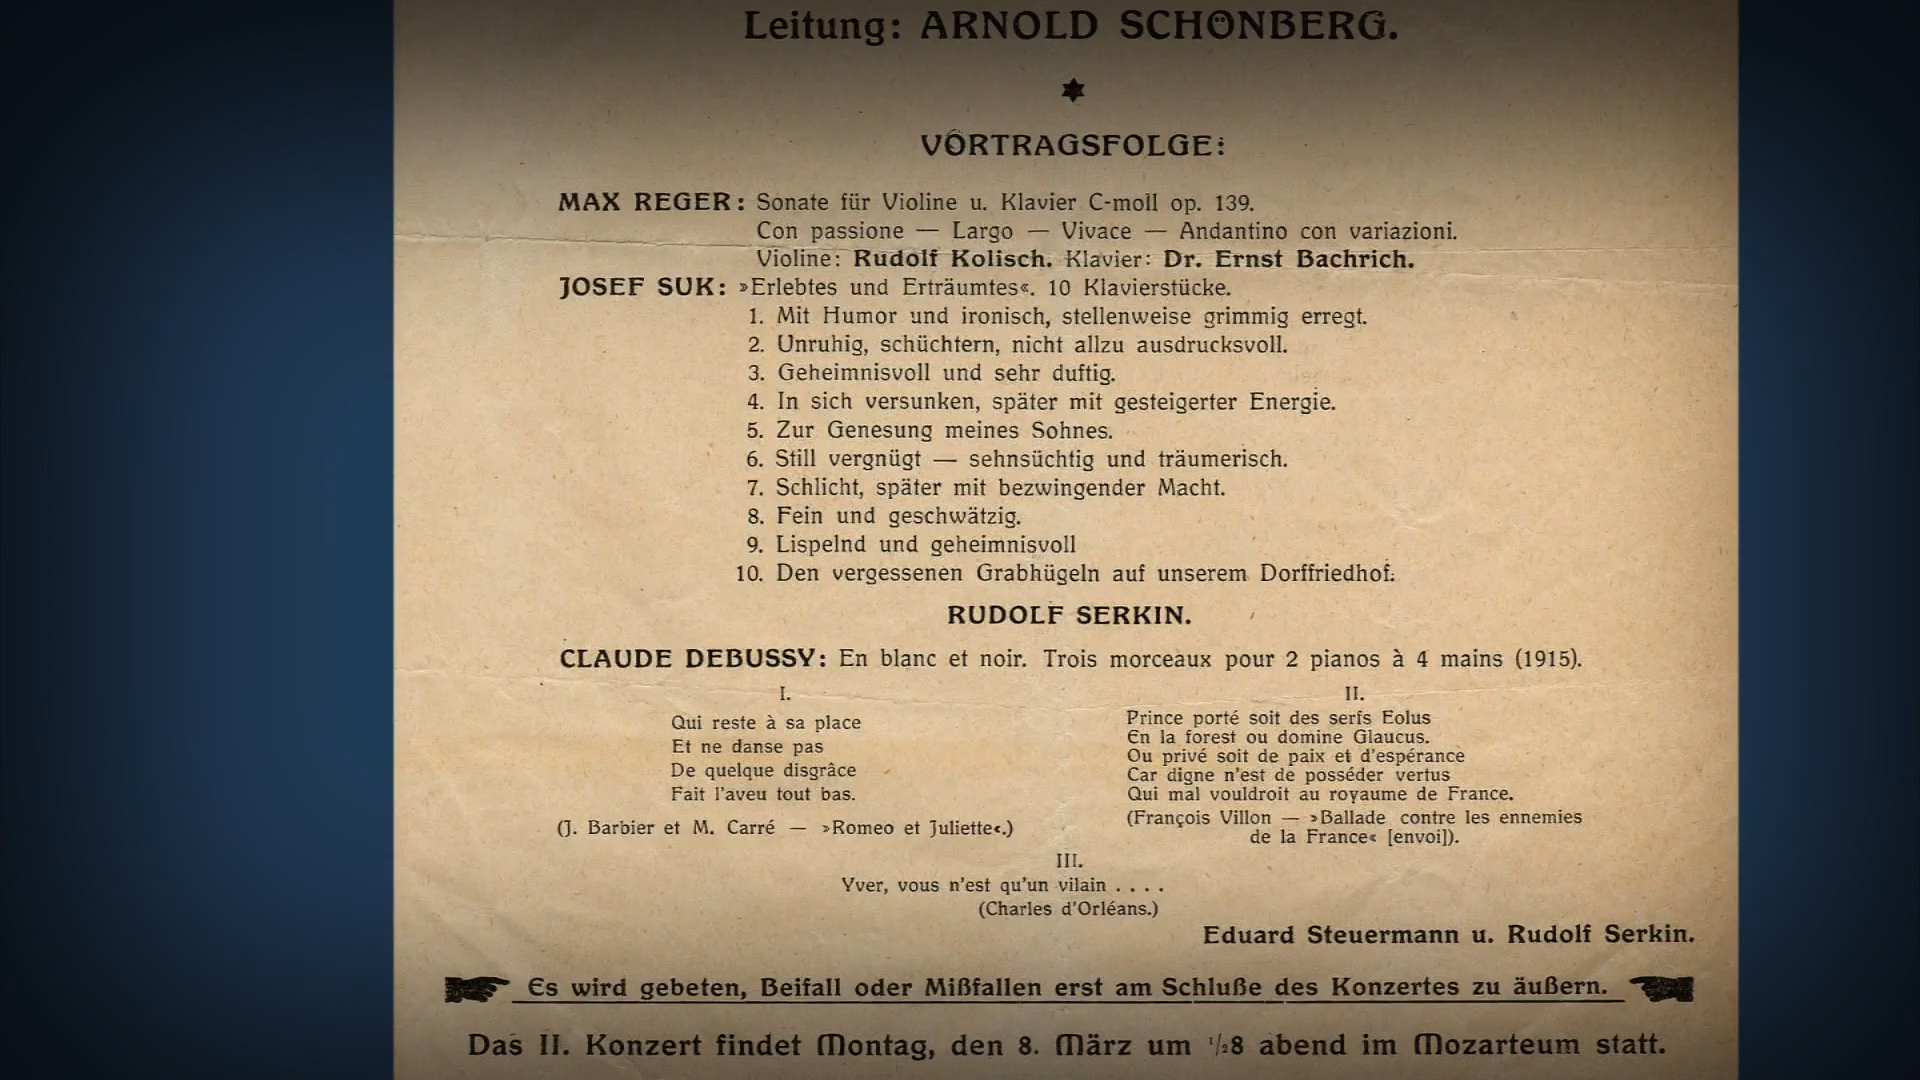 Leitung: ARNOLD SCHÖNBERG.
VORTRAGSFOLGE:
MAX REGER: Sonate für Violine u. Klavier C-moll op. 139.
Con passione — Largo — Vivace — Andantino con variazioni.
Violine: Rudolf Kolisch. Klavier: Dr. Ernst Bachrich.
JOSEF SUK: »Erlebtes und Erträumtes«. 10 Klavierstücke.
1. Mit Humor und ironisch, stellenweise grimmig erregt.
2. Unruhig, schüchtern, nicht allzu ausdrucksvoll.
3. Geheimnisvoll und sehr duftig.
4. In sich versunken, später mit gesteigerter Energie.
5. Zur Genesung meines Sohnes.
6. Still vergnügt — sehnsüchtig und träumerisch.
7. Schlicht, später mit bezwingender Macht.
8. Fein und geschwätzig.
9. Lispelnd und geheimnisvoll
10. Den vergessenen Grabhügeln auf unserem Dorffriedhof.
RUDOLF SERKIN.
CLAUDE DEBUSSY: En blanc et noir. Trois morceaux pour 2 pianos à 4 mains (1915).
I.
Qui reste à sa place
Et ne danse pas
De quelque disgrâce
Fait l'aveu tout bas.
(J. Barbier et M. Carré — »Romeo et Juliette«.)
II.
Prince porté soit des serfs Eolus
En la forest ou domine Glaucus.
Ou privé soit de paix et d'espérance
Car digne n'est de posséder vertus
Qui mal vouldroit au royaume de France.
(François Villon — »Ballade contre les ennemies
de la France« [envoi]).
III.
Yver, vous n'est qu'un vilain . . . .
(Charles d'Orléans.)
Eduard Steuermann u. Rudolf Serkin.
Es wird gebeten, Beifall oder Mißfallen erst am Schluße des Konzertes zu äußern.
Das II. Konzert findet Montag, den 8. März um ½8 abend im Mozarteum statt.